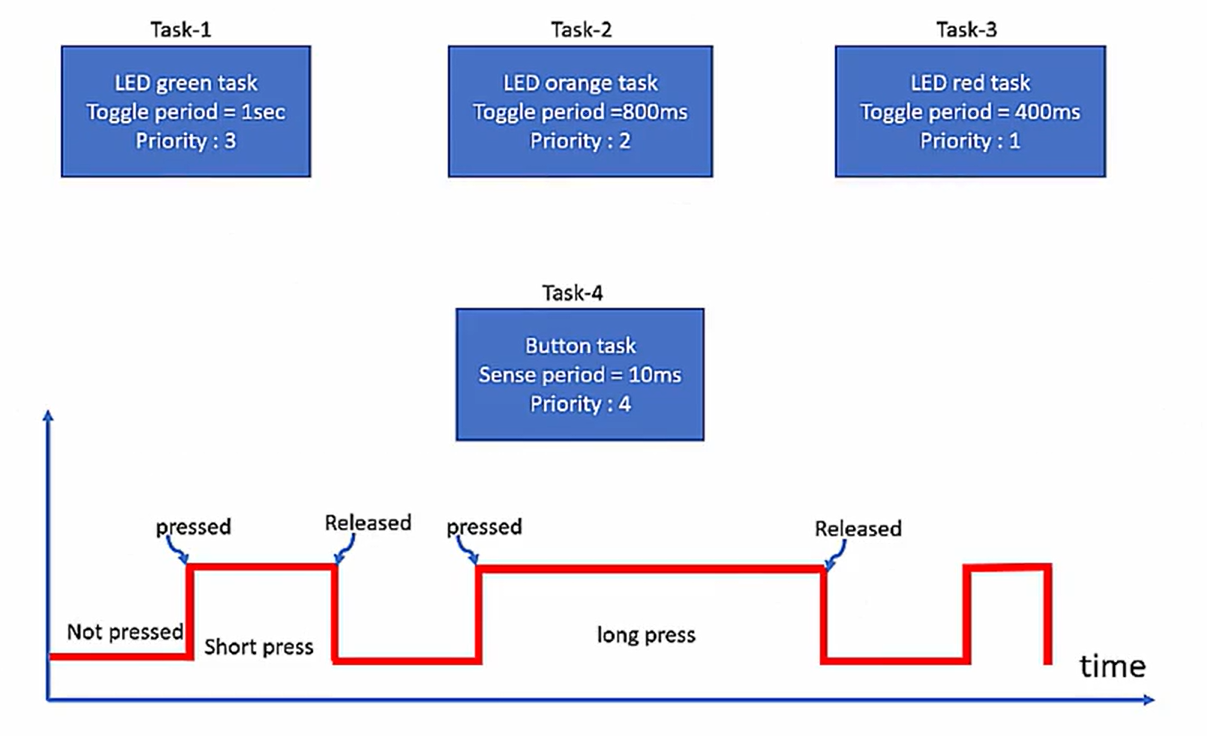 Task-1
LED green task
Toggle period = 1sec
Priority : 3
Task-2
LED orange task
Toggle period =800ms
Priority : 2
Task-3
LED red task
Toggle period = 400ms
Priority : 1
Task-4
Button task
Sense period = 10ms
Priority : 4
pressed
Released
pressed
Released
Not pressed
Short press
long press
time